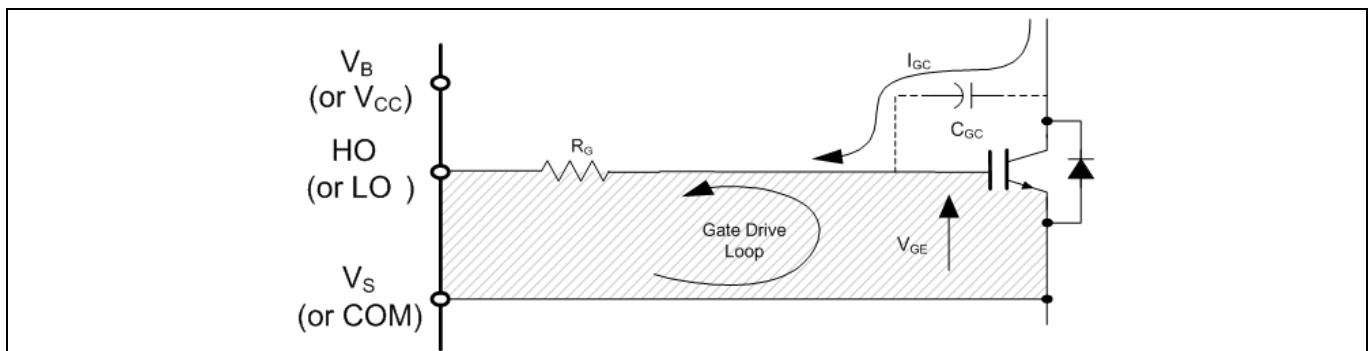 V_B
(or V_CC)
HO
(or LO )
V_S
(or COM)
R_G
I_GC
C_GC
Gate Drive
Loop
V_GE